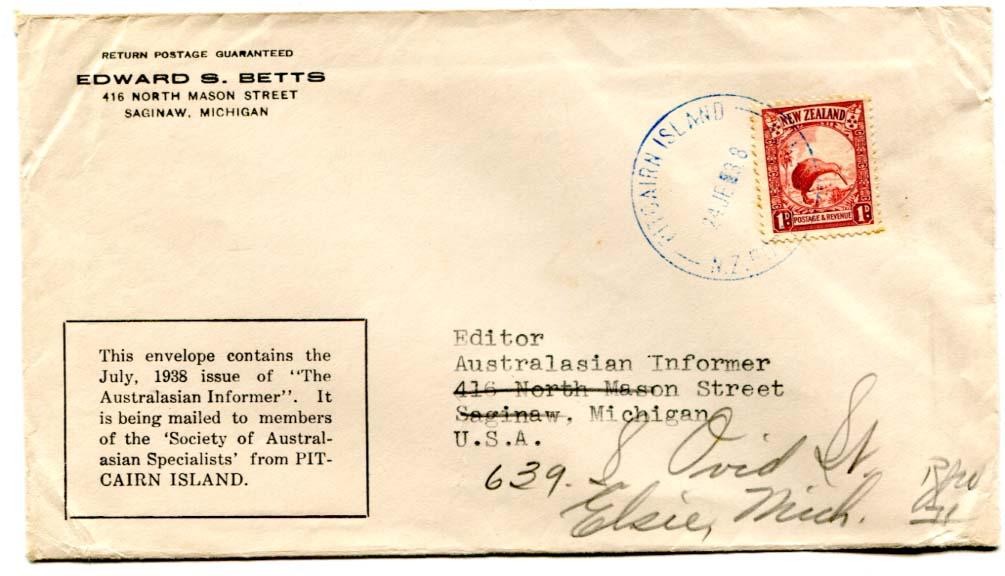 RETURN POSTAGE GUARANTEED
EDWARD S. BETTS
416 NORTH MASON STREET
SAGINAW, MICHIGAN
PITCAIRN ISLAND
24 JE 38
N.Z.
NEW ZEALAND
1D POSTAGE & REVENUE 1D
This envelope contains the
July, 1938 issue of "The
Australasian Informer". It
is being mailed to members
of the 'Society of Austral-
asian Specialists' from PIT-
CAIRN ISLAND.
Editor
Australasian Informer
416 North Mason Street
Saginaw, Michigan
U.S.A.
639. S Ovid St.
Elsie, Mich.